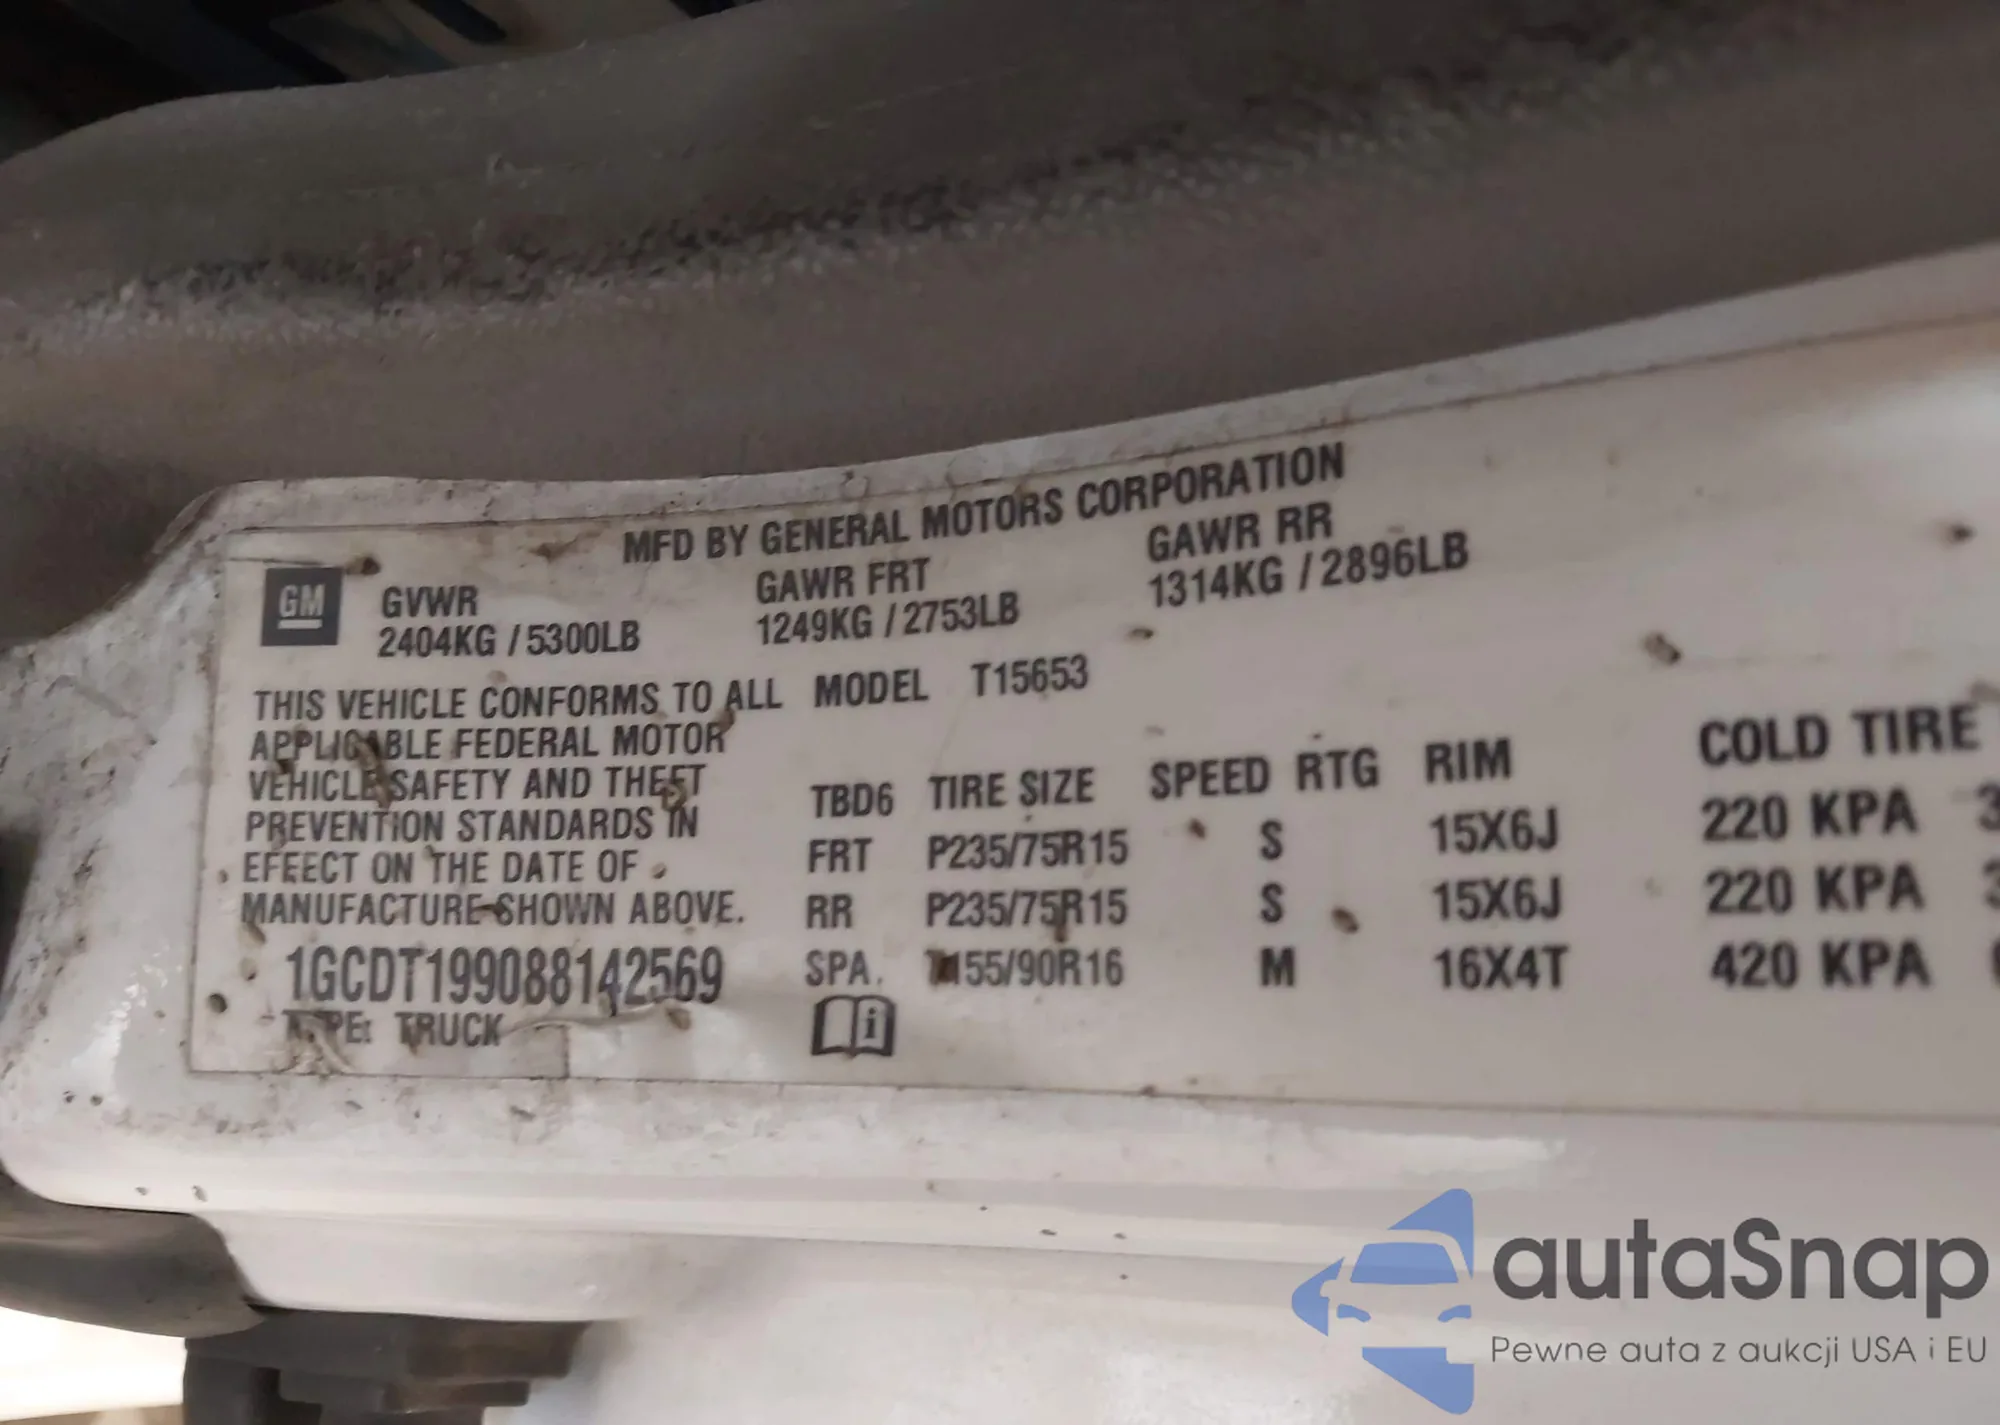 MFD BY GENERAL MOTORS CORPORATION
GM GVWR GAWR FRT GAWR RR
2404KG / 5300LB 1249KG / 2753LB 1314KG / 2896LB
THIS VEHICLE CONFORMS TO ALL MODEL T15653
APPLICABLE FEDERAL MOTOR
VEHICLE SAFETY AND THEFT
PREVENTION STANDARDS IN
EFFECT ON THE DATE OF
MANUFACTURE SHOWN ABOVE.
1GCDT199088142569
TYPE: TRUCK
TBD6 TIRE SIZE SPEED RTG RIM COLD TIRE
FRT P235/75R15 S 15X6J 220 KPA
RR P235/75R15 S 15X6J 220 KPA
SPA. T155/90R16 M 16X4T 420 KPA
i
autaSnap
Pewne auta z aukcji USA i EU